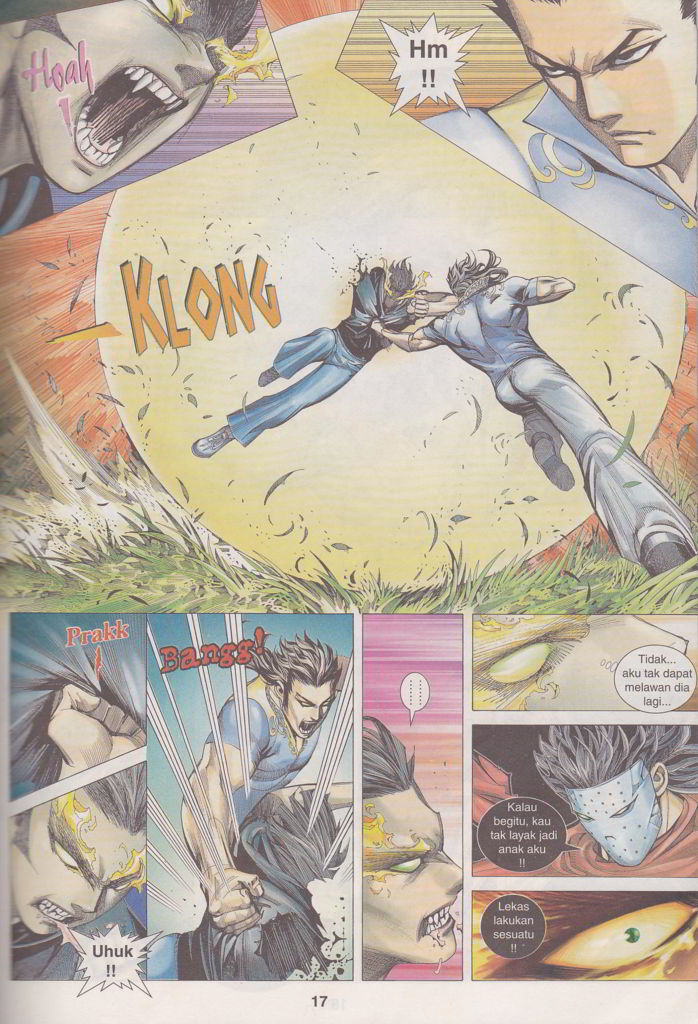 Hoah
!
Hm
!!
KLONG
Prakk
!
Bangg!
Uhuk
!!
.......
Tidak...
aku tak dapat
melawan dia
lagi...
Kalau
begitu, kau
tak layak jadi
anak aku
!!
Lekas
lakukan
sesuatu
!!
17